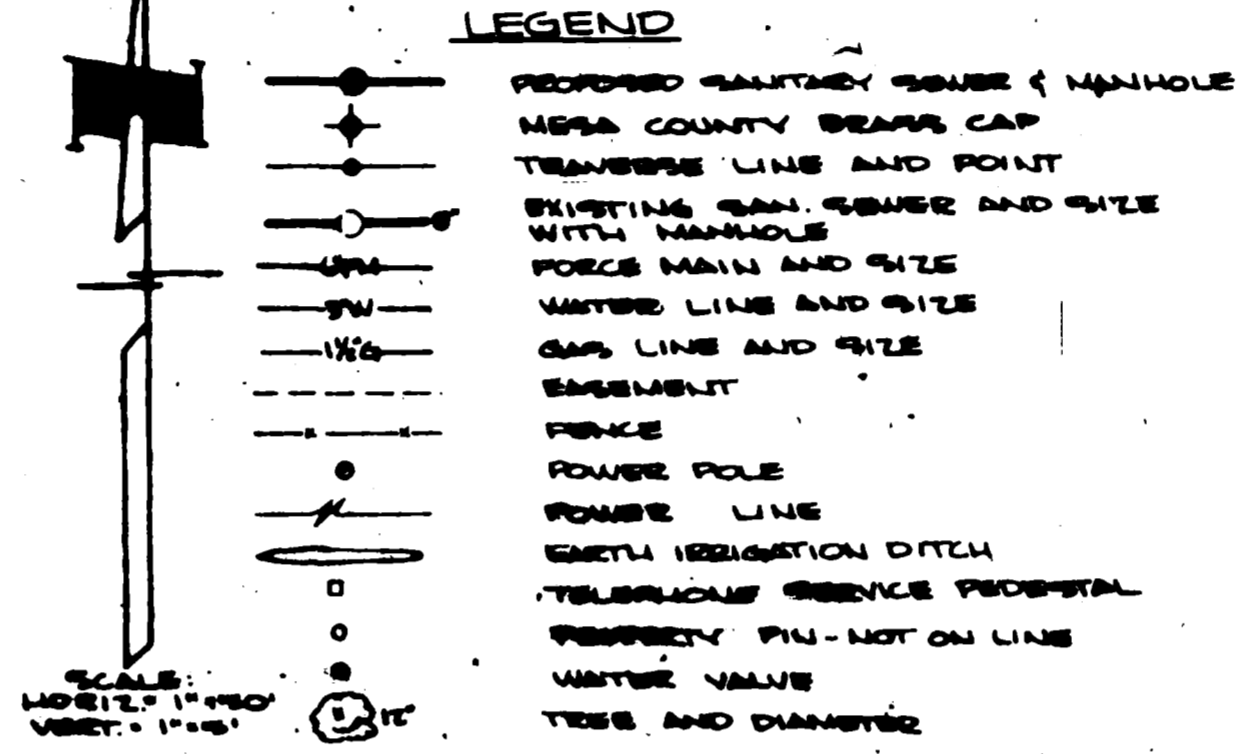 LEGEND
PROPOSED SANITARY SEWER & MANHOLE
MESA COUNTY BRASS CAP
TRAVERSE LINE AND POINT
EXISTING SAN. SEWER AND SIZE
WITH MANHOLE
FORCE MAIN AND SIZE
WATER LINE AND SIZE
1½"G
GAS LINE AND SIZE
EASEMENT
FENCE
POWER POLE
POWER LINE
EARTH IRRIGATION DITCH
TELEPHONE SERVICE PEDESTAL
PROPERTY PIN - NOT ON LINE
WATER VALVE
12"
TREE AND DIAMETER
SCALE:
HORIZ. = 1" = 50'
VERT. = 1" = 5'